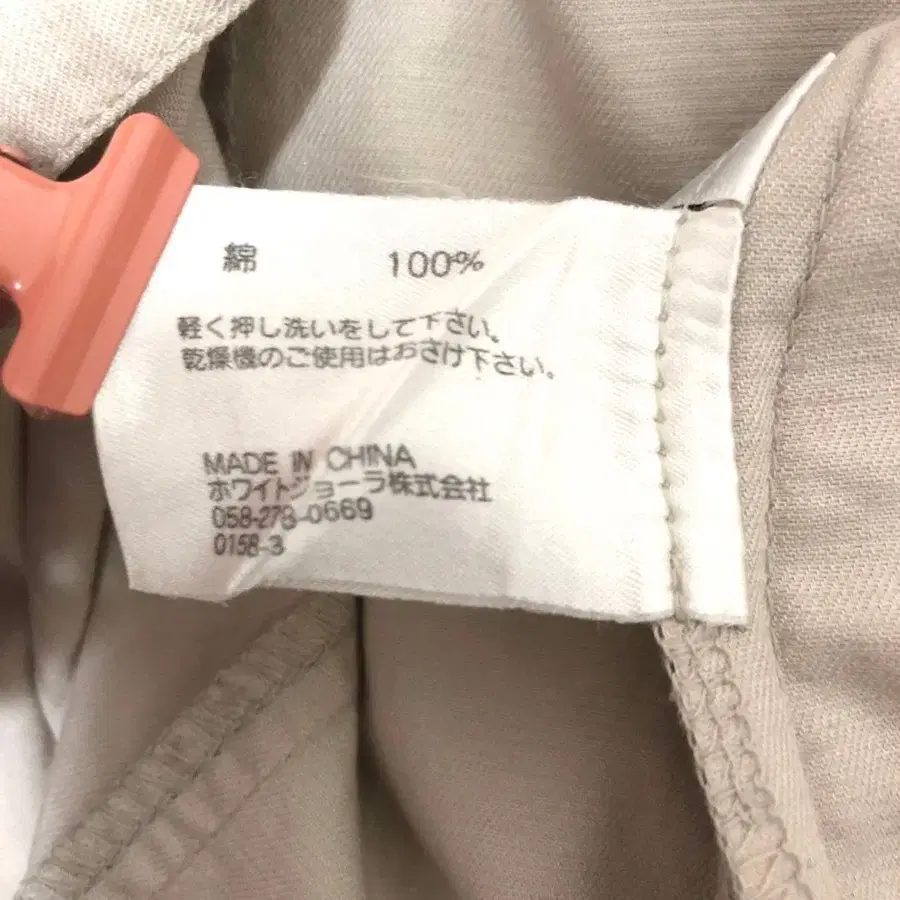 綿 100%
軽く押し洗いをして下さい。
乾燥機のご使用はおさけ下さい。
MADE IN CHINA
ホワイトジョーラ株式会社
058-278-0669
0158-3